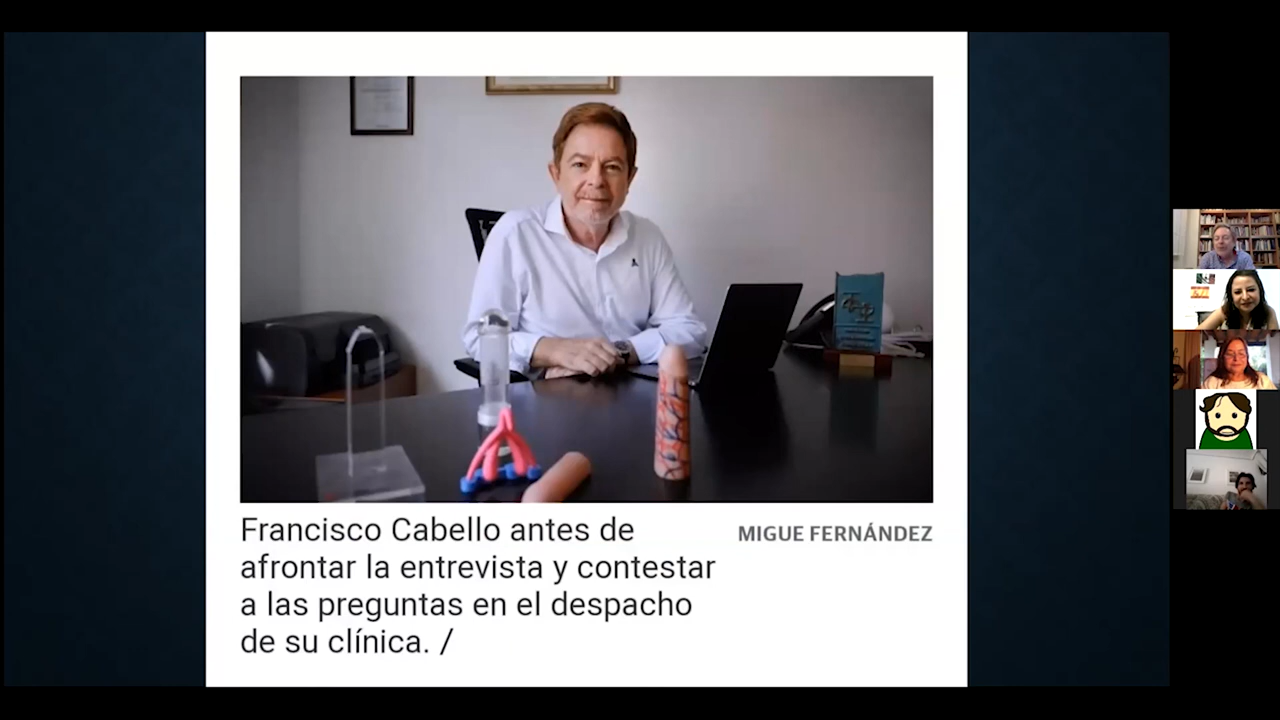 Francisco Cabello antes de
afrontar la entrevista y contestar
a las preguntas en el despacho
de su clínica. /
MIGUE FERNÁNDEZ